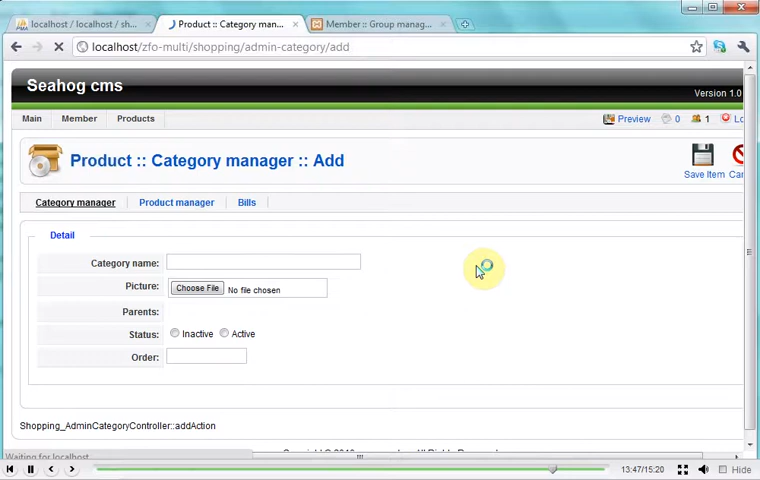 localhost / localhost / sh...
Product :: Category man...
Member :: Group manag...
localhost/zfo-multi/shopping/admin-category/add
Seahog cms
Version 1.0
Main
Member
Products
Preview
0
1
Lo
Product :: Category manager :: Add
Save Item
Can
Category manager
Product manager
Bills
Detail
Category name:
Picture:
Choose File
No file chosen
Parents:
Status:
Inactive
Active
Order:
Shopping_AdminCategoryController::addAction
Waiting for localhost
13:47/15:20
Hide